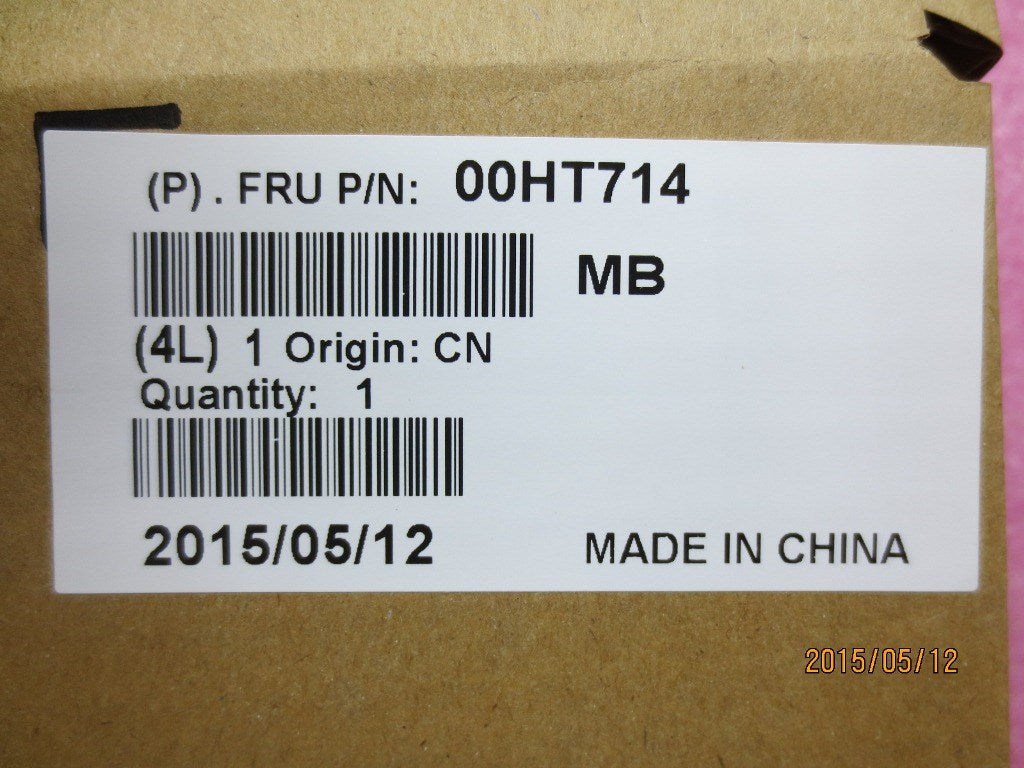 (P) . FRU P/N: 00HT714
MB
(4L) 1 Origin: CN
Quantity: 1
2015/05/12 MADE IN CHINA
2015/05/12